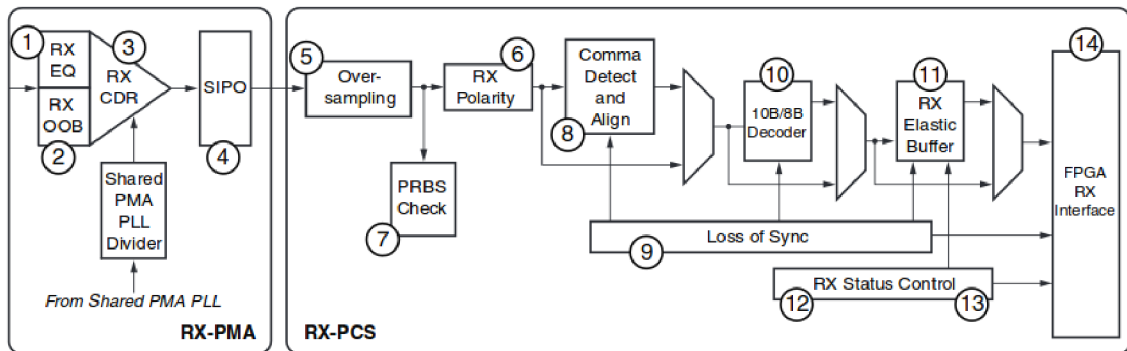 1
RX
EQ
RX
OOB
2
3
RX
CDR
SIPO
4
Shared
PMA
PLL
Divider
From Shared PMA PLL
RX-PMA
5
Over-
sampling
6
RX
Polarity
PRBS
Check
7
Comma
Detect
and
Align
8
10
10B/8B
Decoder
11
RX
Elastic
Buffer
Loss of Sync
9
RX Status Control
12
13
14
FPGA
RX
Interface
RX-PCS